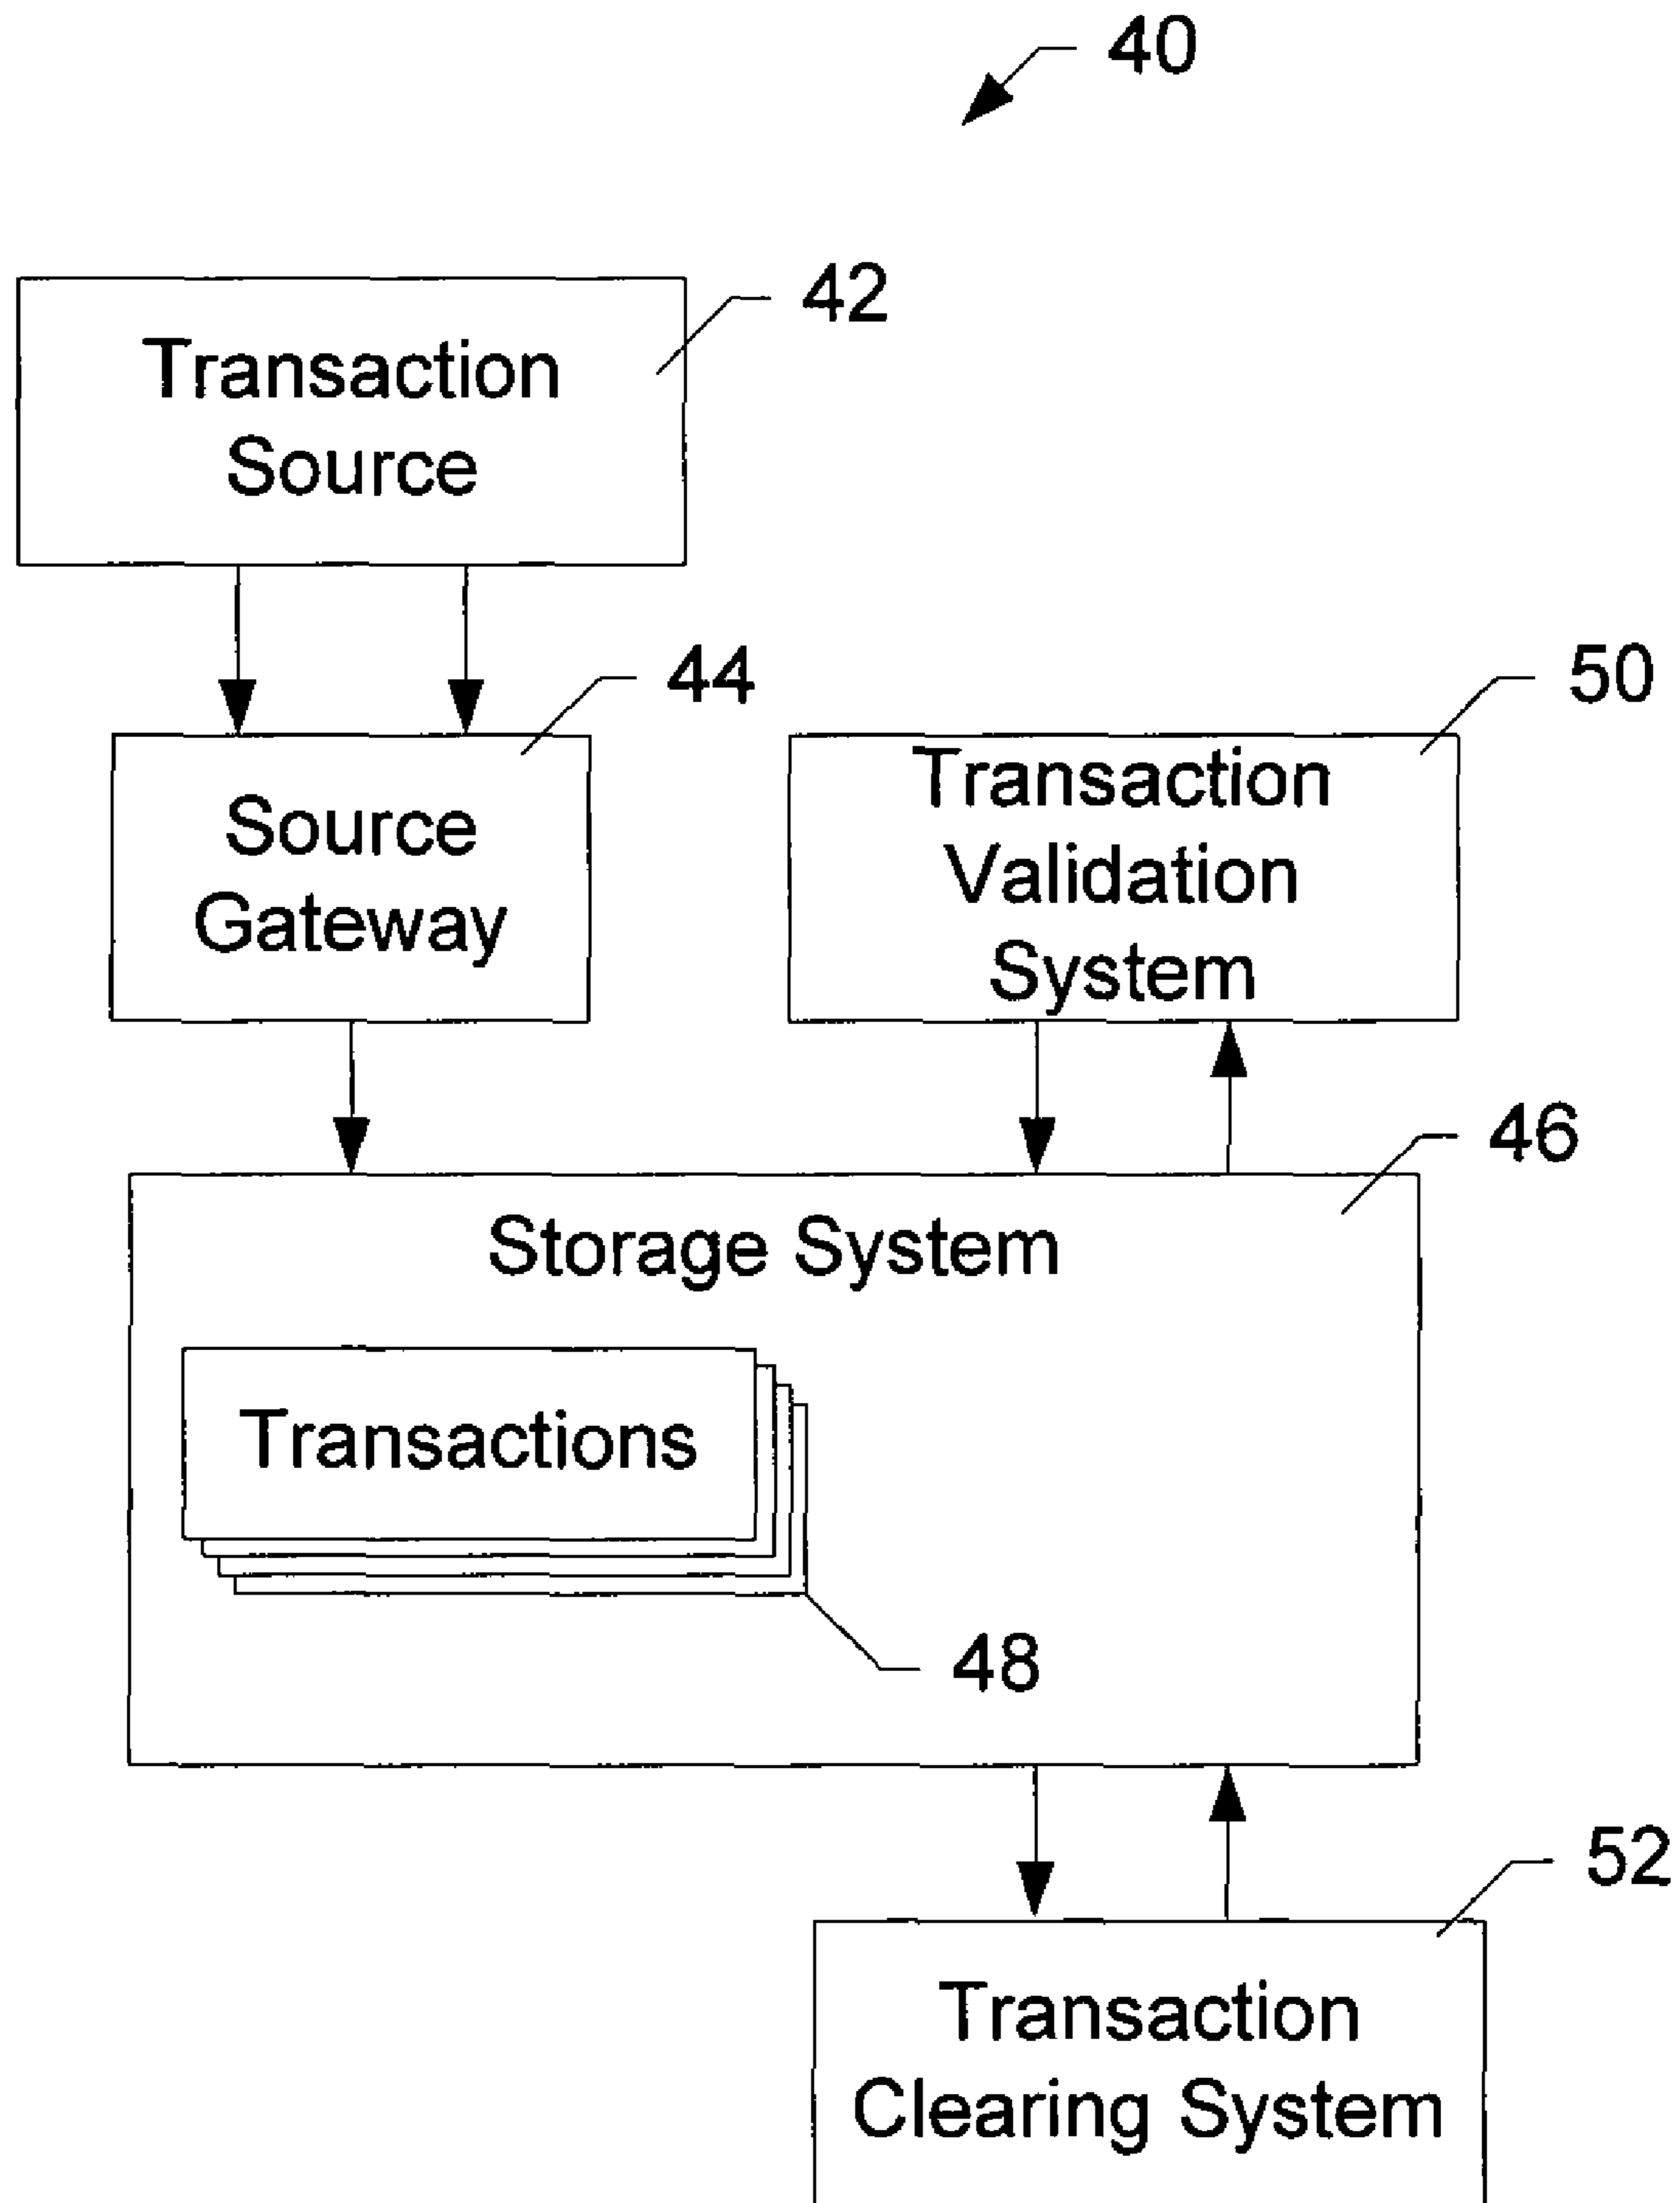 40
42
Transaction
Source
44
Source
Gateway
50
Transaction
Validation
System
46
Storage System
Transactions
48
52
Transaction
Clearing System